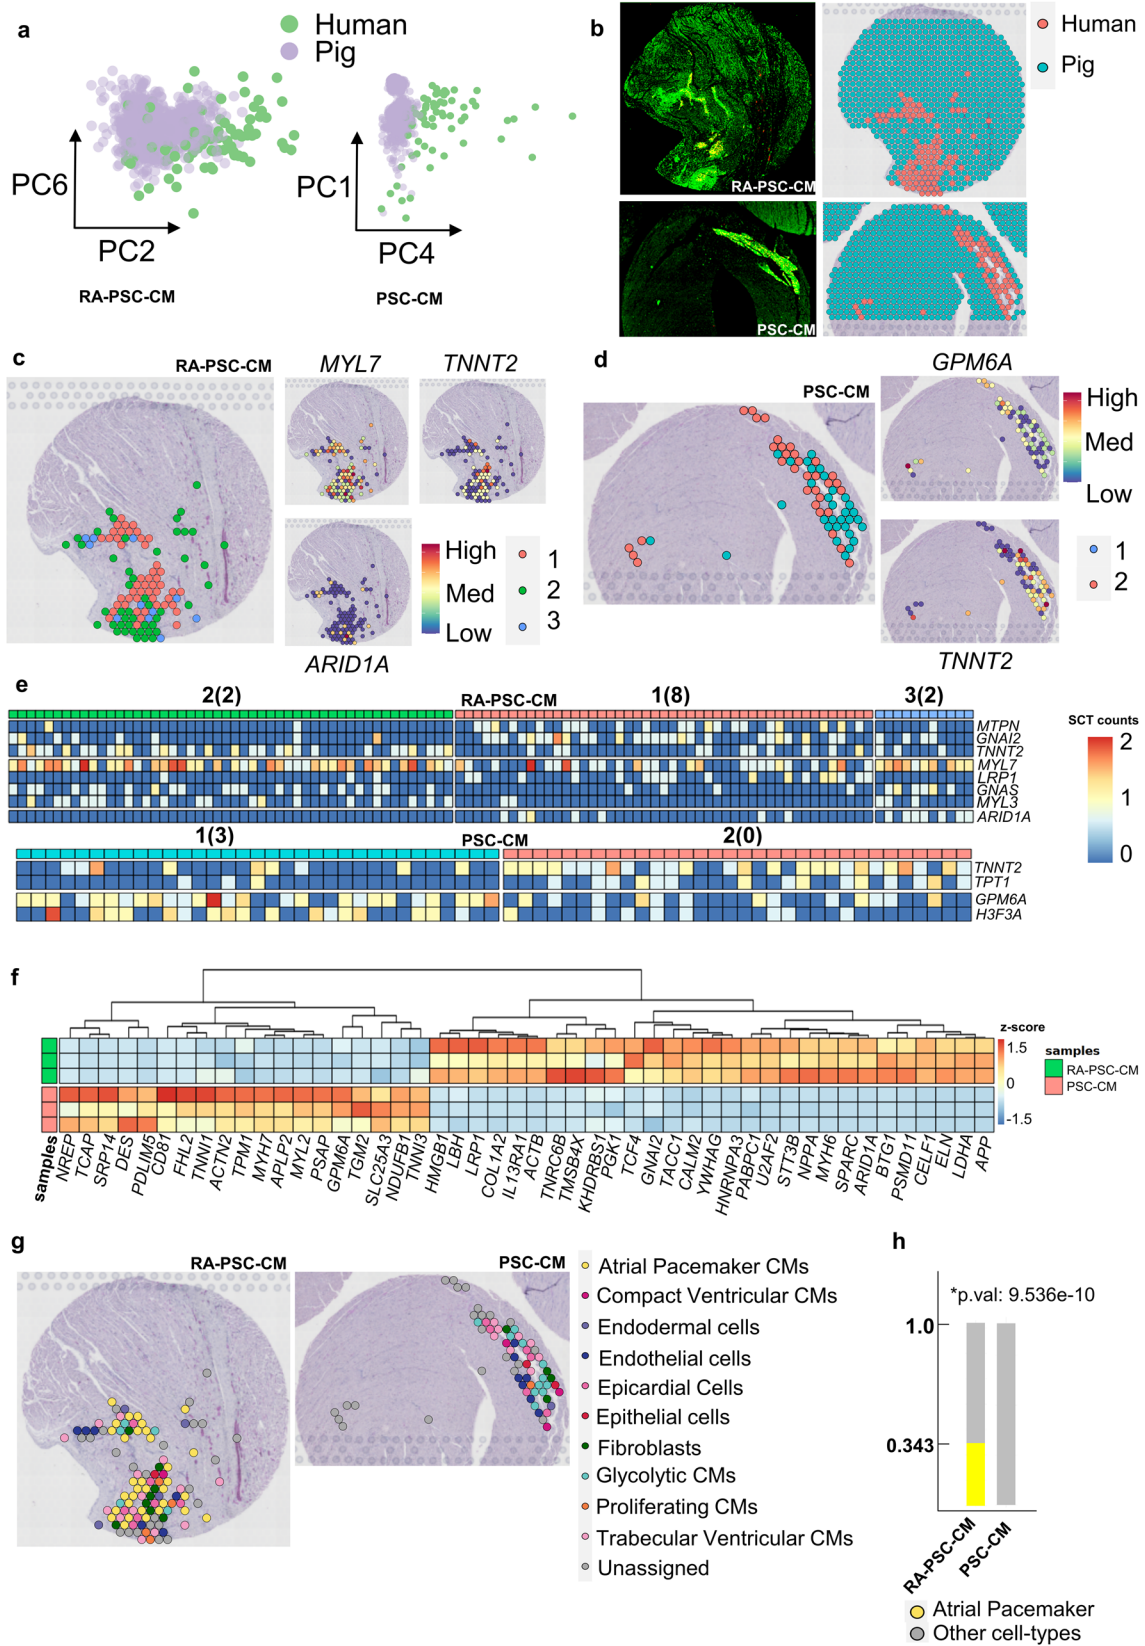 a
Human
Pig
PC6
PC2
RA-PSC-CM
PC1
PC4
PSC-CM
b
RA-PSC-CM
PSC-CM
Human
Pig
c
RA-PSC-CM
MYL7
TNNT2
High
Med
Low
1
2
3
ARID1A
d
PSC-CM
GPM6A
High
Med
Low
1
2
TNNT2
e
2(2)
RA-PSC-CM
1(8)
3(2)
MTPN
GNAI2
TNNT2
MYL7
LRP1
GNAS
MYL3
ARID1A
SCT counts
2
1
0
1(3)
PSC-CM
2(0)
TNNT2
TPT1
GPM6A
H3F3A
f
z-score
1.5
0
-1.5
samples
RA-PSC-CM
PSC-CM
samples
NREP
TCAP
SRP14
DES
PDLIM5
CD81
FHL2
TNNI1
ACTN2
TPM1
MYH7
APLP2
MYL2
PSAP
GPM6A
TGM2
SLC25A3
NDUFB1
TNNI3
HMGB1
LBH
LRP1
COL1A2
IL13RA1
ACTB
TNRC6B
TMSB4X
KHDRBS1
PGK1
TCF4
GNAI2
TACC1
CALM2
YWHAG
HNRNPA3
PABPC1
U2AF2
STT3B
NPPA
MYH6
SPARC
ARID1A
BTG1
PSMD11
CELF1
ELN
LDHA
APP
g
RA-PSC-CM
PSC-CM
Atrial Pacemaker CMs
Compact Ventricular CMs
Endodermal cells
Endothelial cells
Epicardial Cells
Epithelial cells
Fibroblasts
Glycolytic CMs
Proliferating CMs
Trabecular Ventricular CMs
Unassigned
h
*p.val: 9.536e-10
1.0
0.343
RA-PSC-CM
PSC-CM
Atrial Pacemaker
Other cell-types